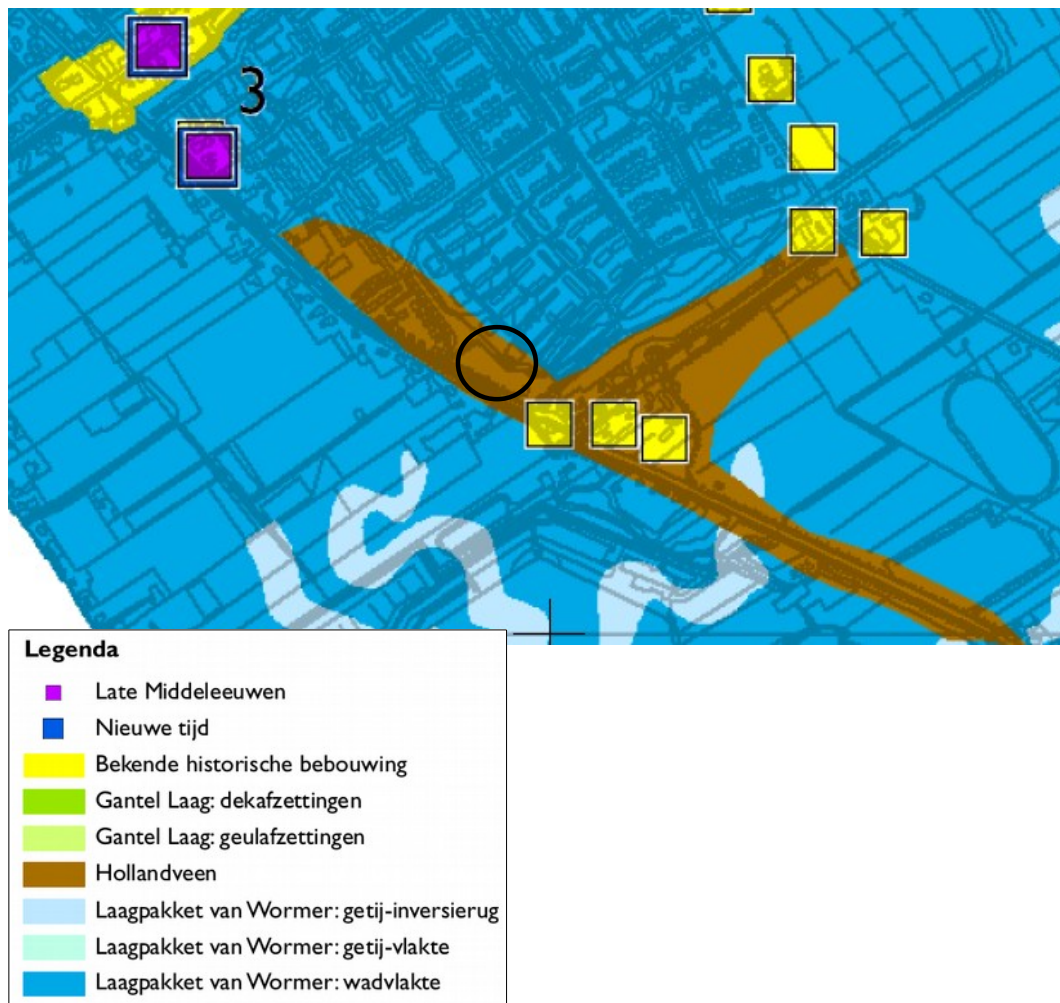 3
Legenda
Late Middeleeuwen
Nieuwe tijd
Bekende historische bebouwing
Gantel Laag: dekafzettingen
Gantel Laag: geulafzettingen
Hollandveen
Laagpakket van Wormer: getij-inversierug
Laagpakket van Wormer: getij-vlakte
Laagpakket van Wormer: wadvlakte